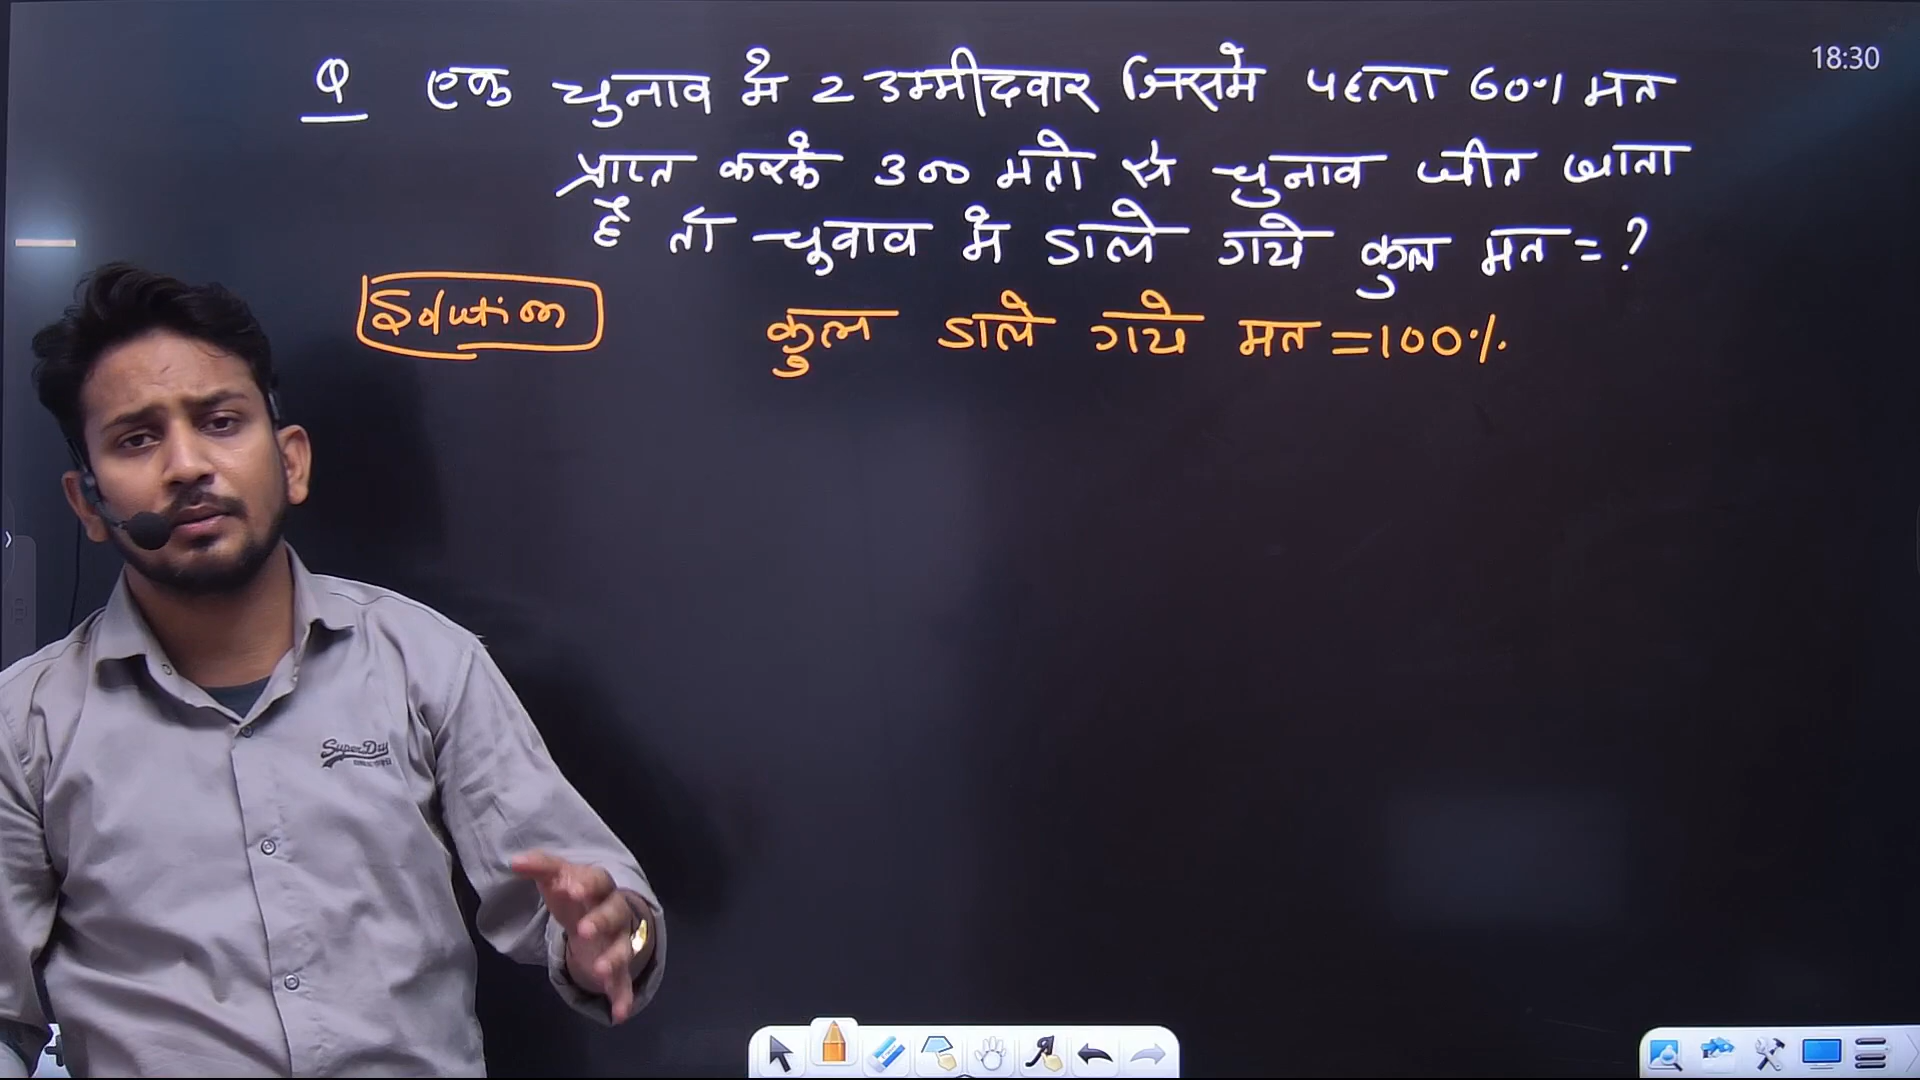 18:30
Q एक चुनाव में 2 उम्मीदवार जिसमे पहला 60% मत
प्राप्त करके 300 मतो से चुनाव जीत जाता
है तो चुवाव में डाले गये कुल मत = ?
Solution
कुल डाले गये मत = 100%
SuperDry